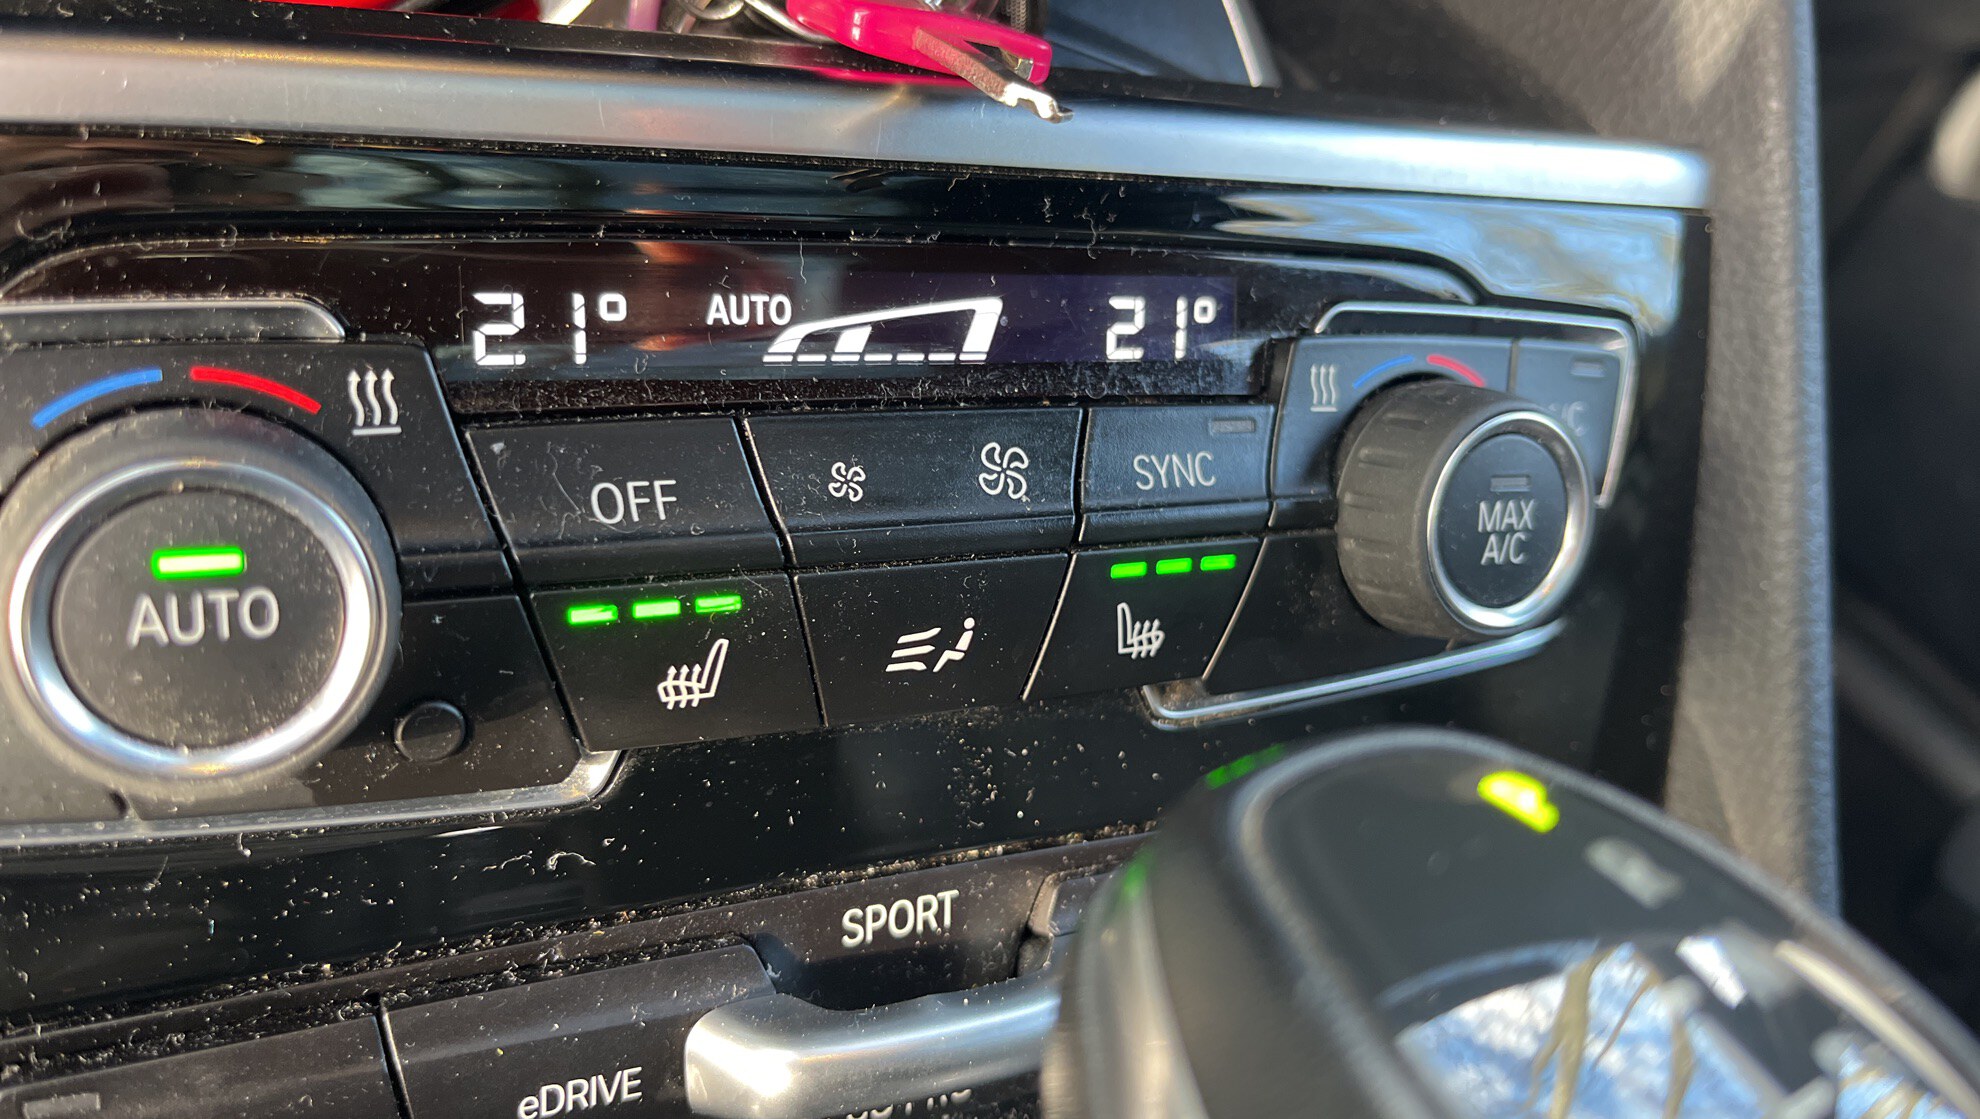 21° AUTO 21°
OFF
SYNC
MAX
A/C
AUTO
SPORT
eDRIVE